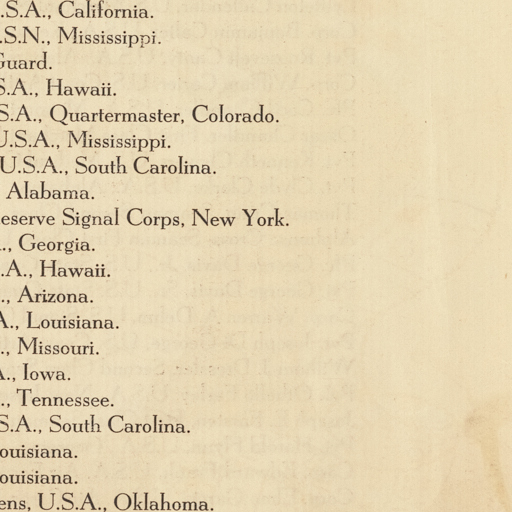 .S.A., California.
.S.N., Mississippi.
Guard.
S.A., Hawaii.
S.A., Quartermaster, Colorado.
U.S.A., Mississippi.
U.S.A., South Carolina.
Alabama.
eserve Signal Corps, New York.
., Georgia.
.A., Hawaii.
., Arizona.
A., Louisiana.
., Missouri.
A., Iowa.
., Tennessee.
S.A., South Carolina.
ouisiana.
ouisiana.
ens, U.S.A., Oklahoma.